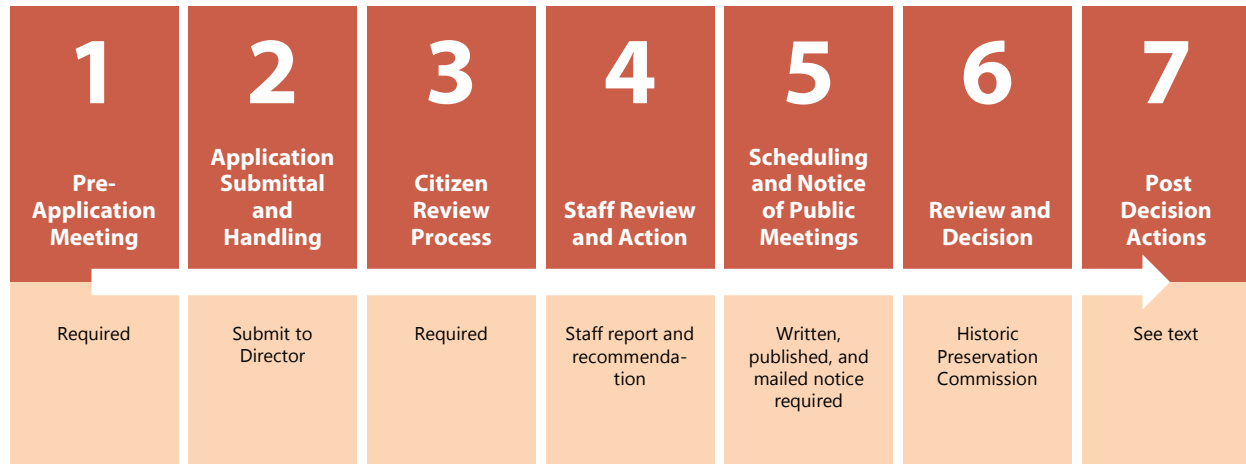 1
Pre-
Application
Meeting
Required
2
Application
Submittal
and
Handling
Submit to
Director
3
Citizen
Review
Process
Required
4
Staff Review
and Action
Staff report and
recommenda-
tion
5
Scheduling
and Notice
of Public
Meetings
Written,
published, and
mailed notice
required
6
Review and
Decision
Historic
Preservation
Commission
7
Post
Decision
Actions
See text